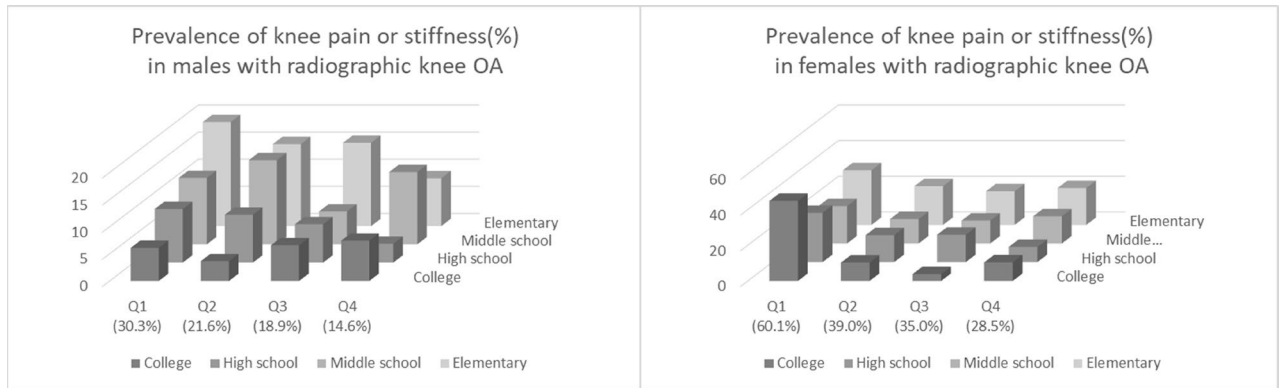 Prevalence of knee pain or stiffness(%)
in males with radiographic knee OA
20
15
10
5
0
Elementary
Middle school
High school
College
Q1 Q2 Q3 Q4
(30.3%) (21.6%) (18.9%) (14.6%)
College High school Middle school Elementary
Prevalence of knee pain or stiffness(%)
in females with radiographic knee OA
60
40
20
0
Elementary
Middle...
High school
College
Q1 Q2 Q3 Q4
(60.1%) (39.0%) (35.0%) (28.5%)
College High school Middle school Elementary